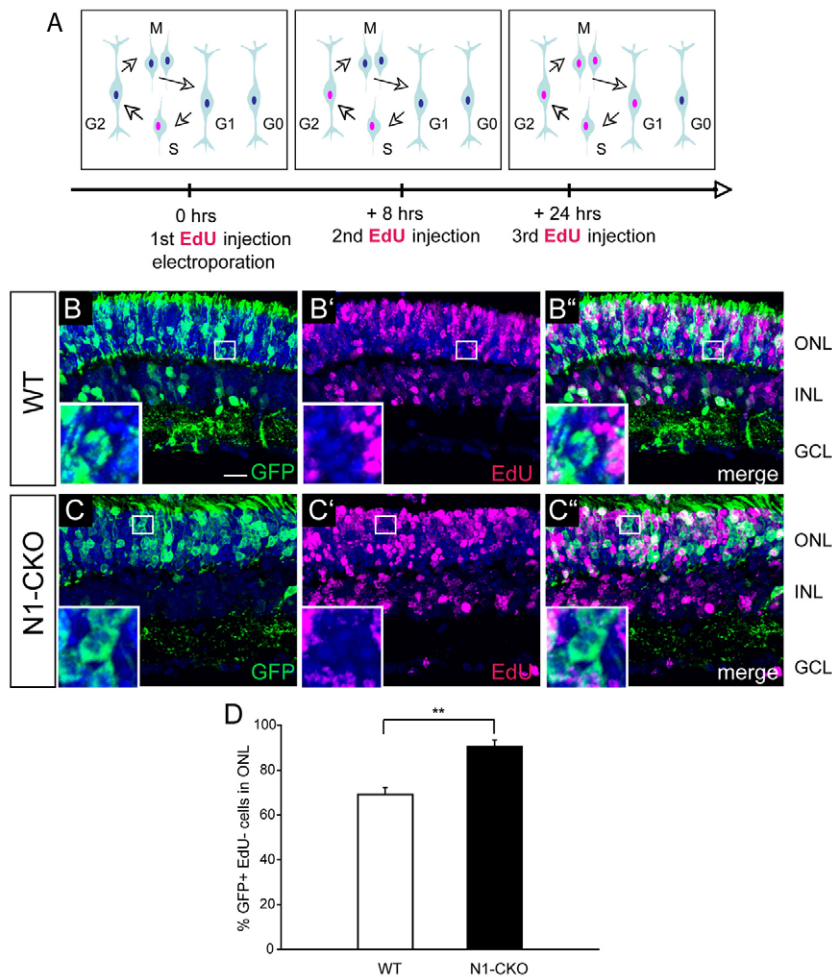 A
M
G2
G1
G0
S
M
G2
G1
G0
S
M
G2
G1
G0
S
0 hrs
1st EdU injection
electroporation
+ 8 hrs
2nd EdU injection
+ 24 hrs
3rd EdU injection
WT
B
GFP
B'
EdU
B"
merge
ONL
INL
GCL
N1-CKO
C
GFP
C'
EdU
C"
merge
ONL
INL
GCL
D
**
% GFP+ EdU- cells in ONL
100
80
60
40
20
0
WT
N1-CKO